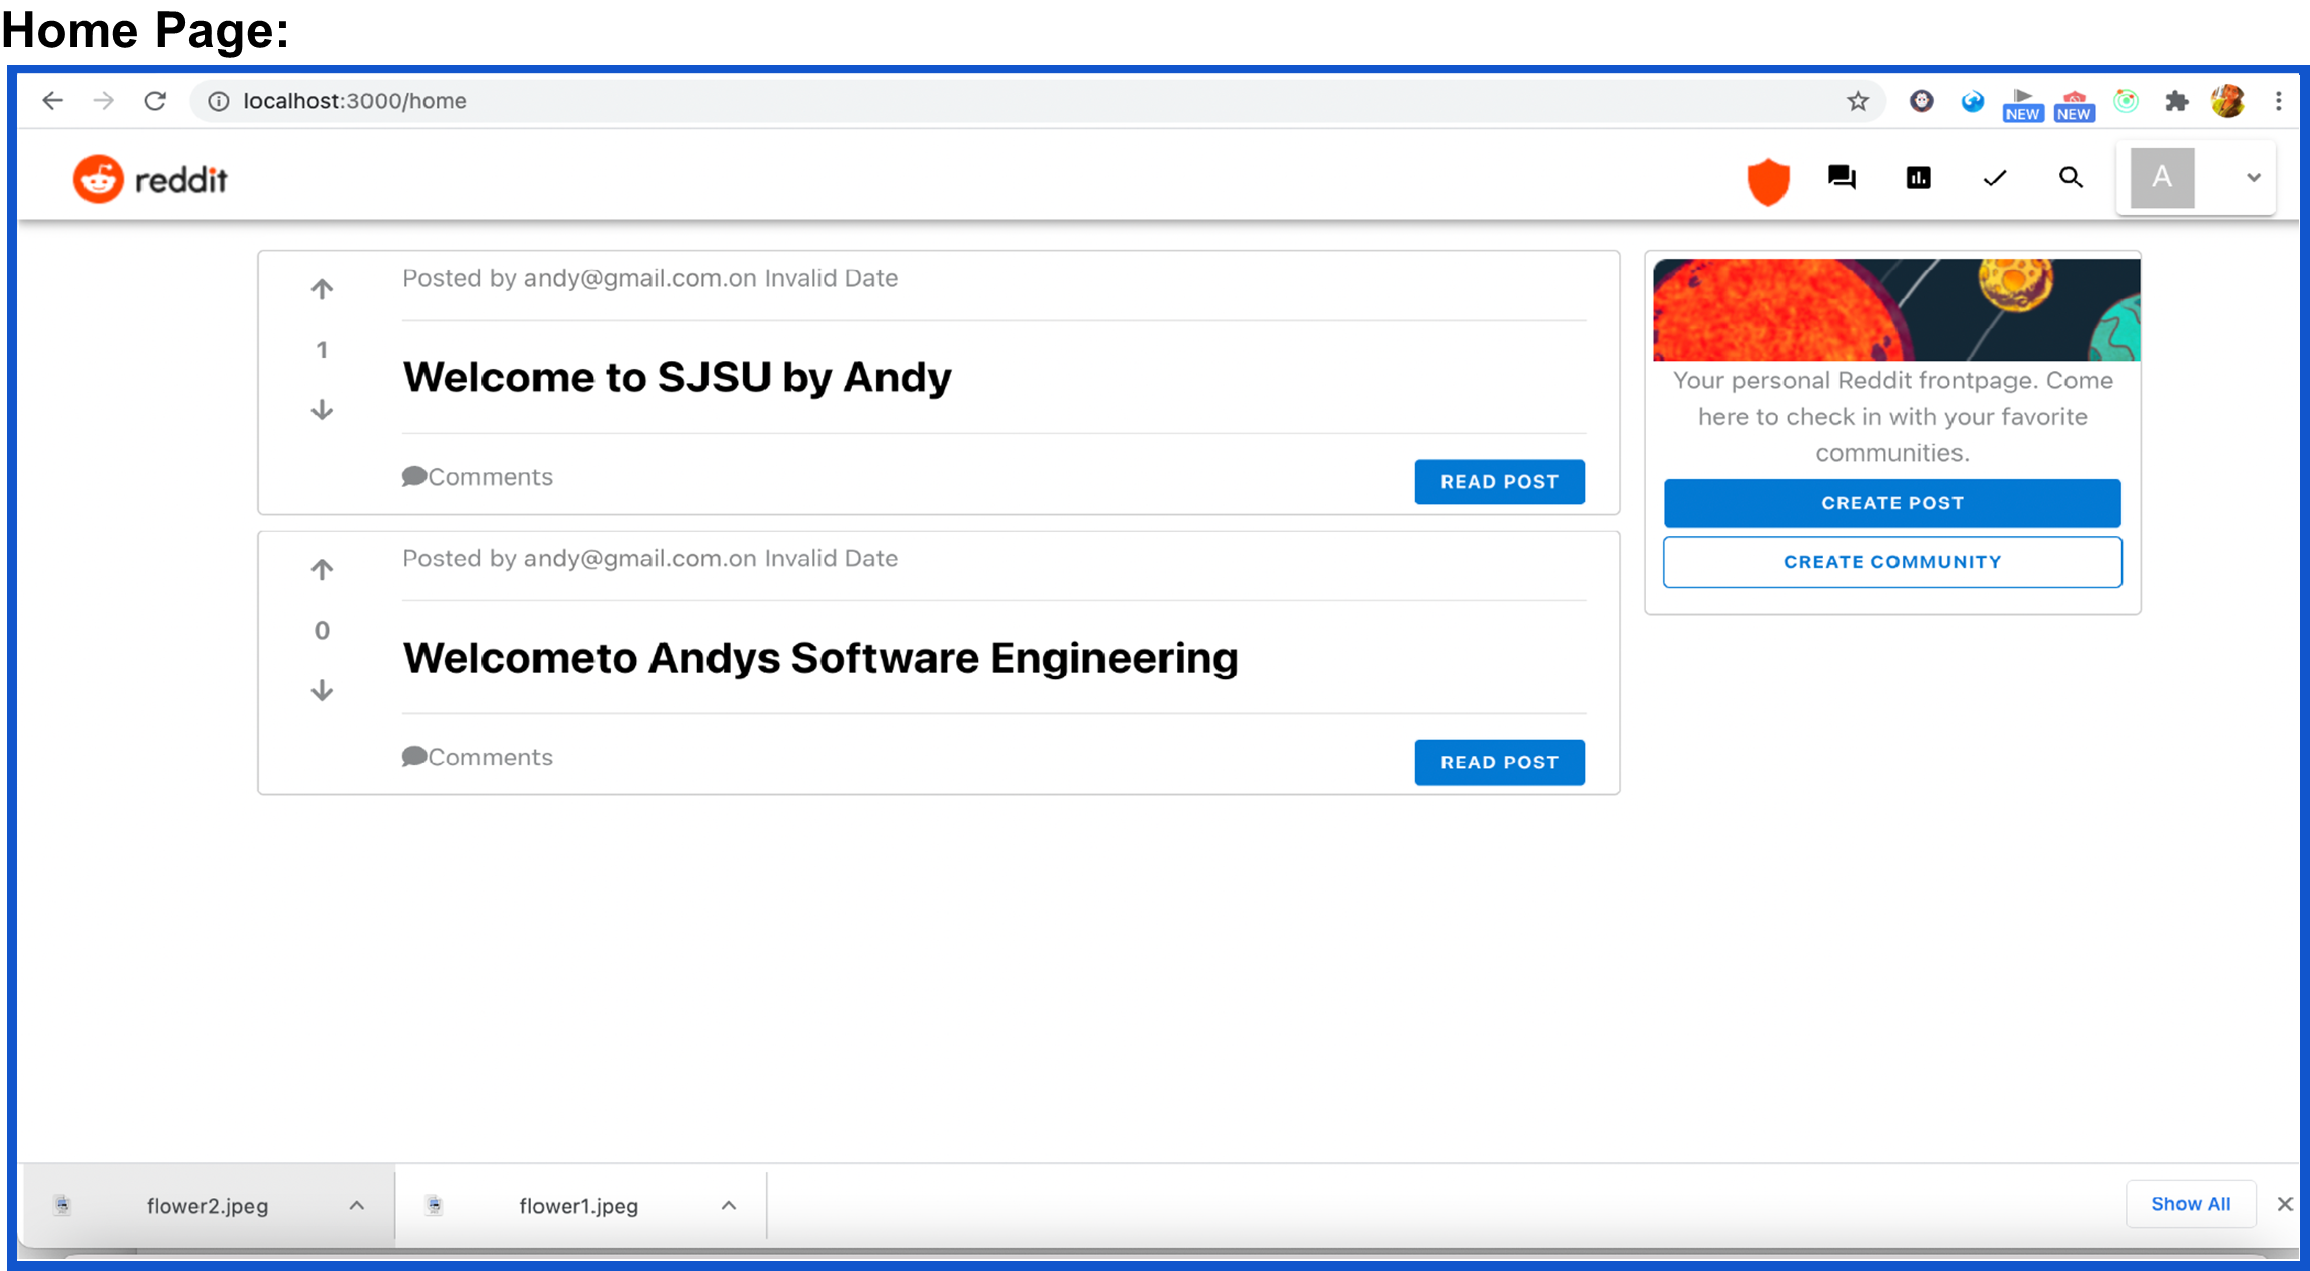 Home Page:
localhost:3000/home
NEW NEW
reddit
A
Posted by andy@gmail.com.on Invalid Date
1
Welcome to SJSU by Andy
Comments
READ POST
Posted by andy@gmail.com.on Invalid Date
0
Welcometo Andys Software Engineering
Comments
READ POST
Your personal Reddit frontpage. Come
here to check in with your favorite
communities.
CREATE POST
CREATE COMMUNITY
flower2.jpeg
flower1.jpeg
Show All